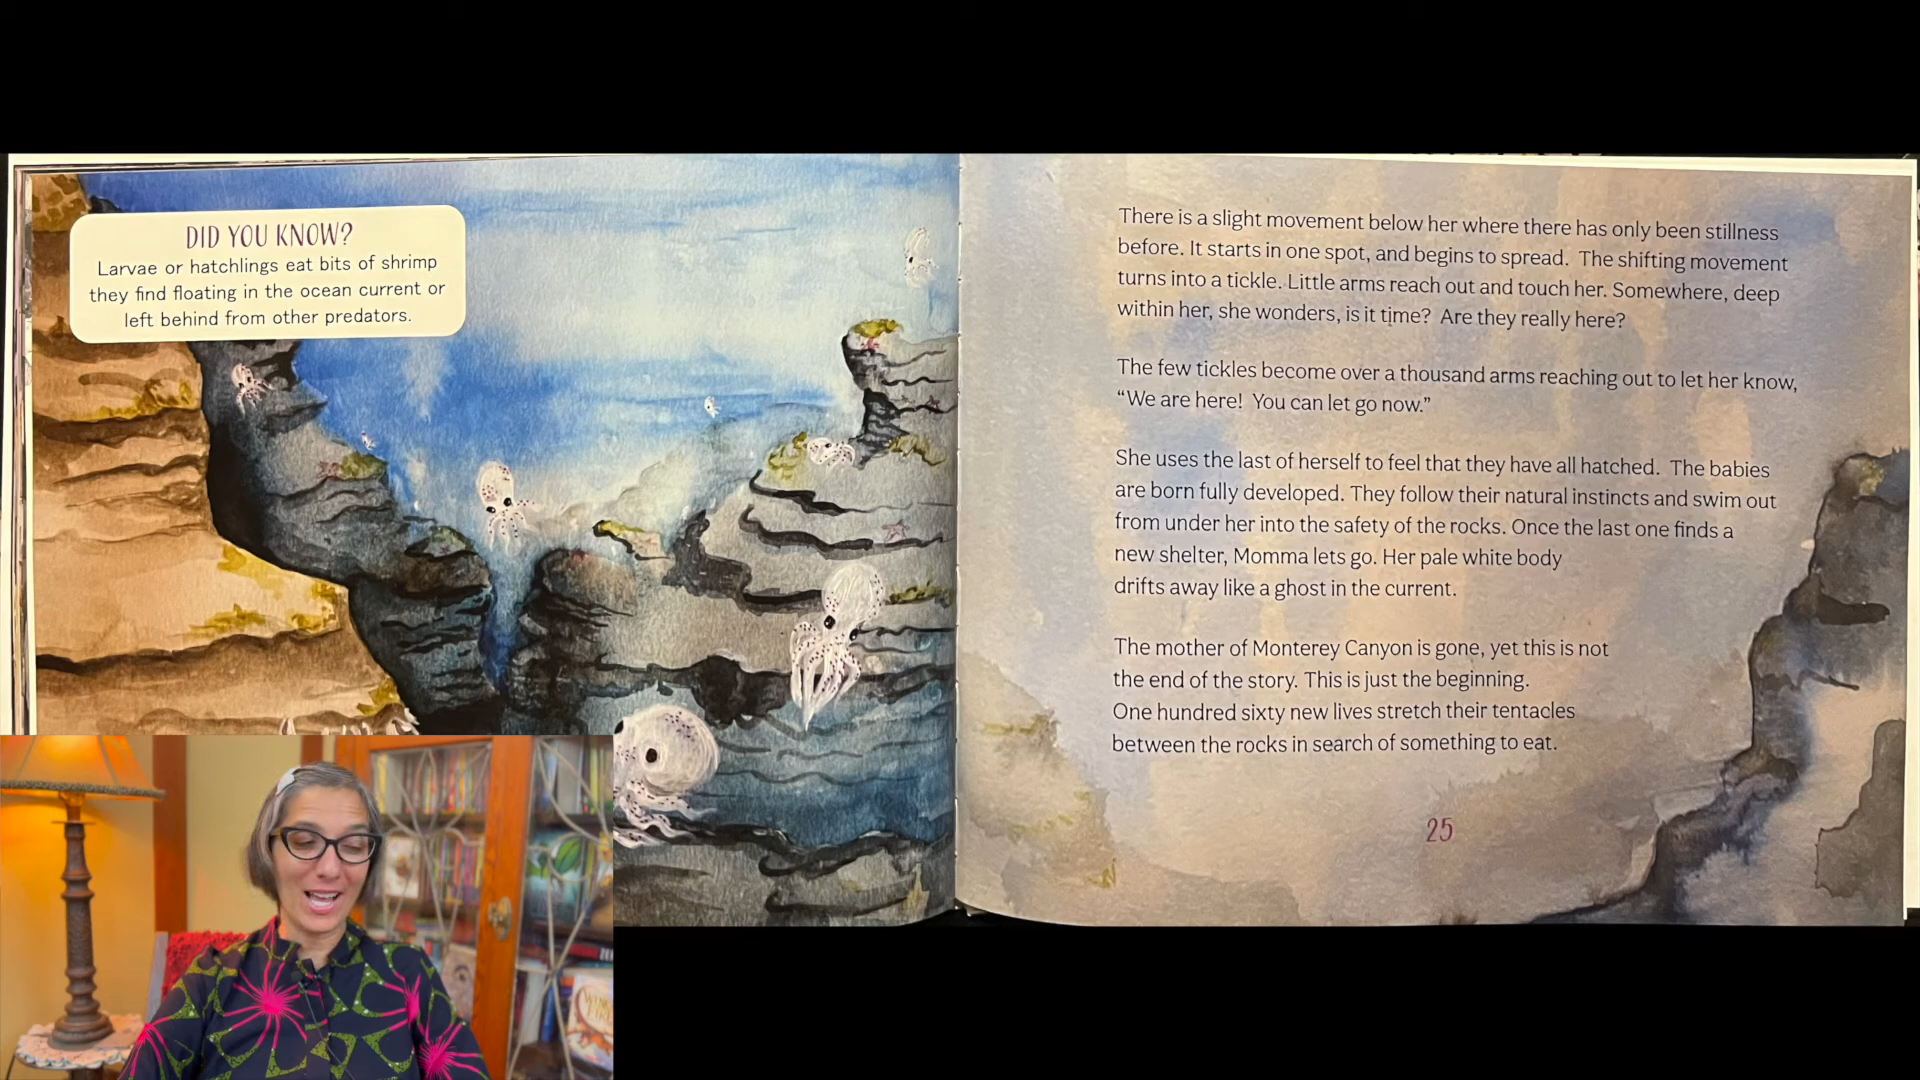 DID YOU KNOW?
Larvae or hatchlings eat bits of shrimp
they find floating in the ocean current or
left behind from other predators.
There is a slight movement below her where there has only been stillness
before. It starts in one spot, and begins to spread. The shifting movement
turns into a tickle. Little arms reach out and touch her. Somewhere, deep
within her, she wonders, is it time? Are they really here?
The few tickles become over a thousand arms reaching out to let her know,
“We are here! You can let go now.”
She uses the last of herself to feel that they have all hatched. The babies
are born fully developed. They follow their natural instincts and swim out
from under her into the safety of the rocks. Once the last one finds a
new shelter, Momma lets go. Her pale white body
drifts away like a ghost in the current.
The mother of Monterey Canyon is gone, yet this is not
the end of the story. This is just the beginning.
One hundred sixty new lives stretch their tentacles
between the rocks in search of something to eat.
25